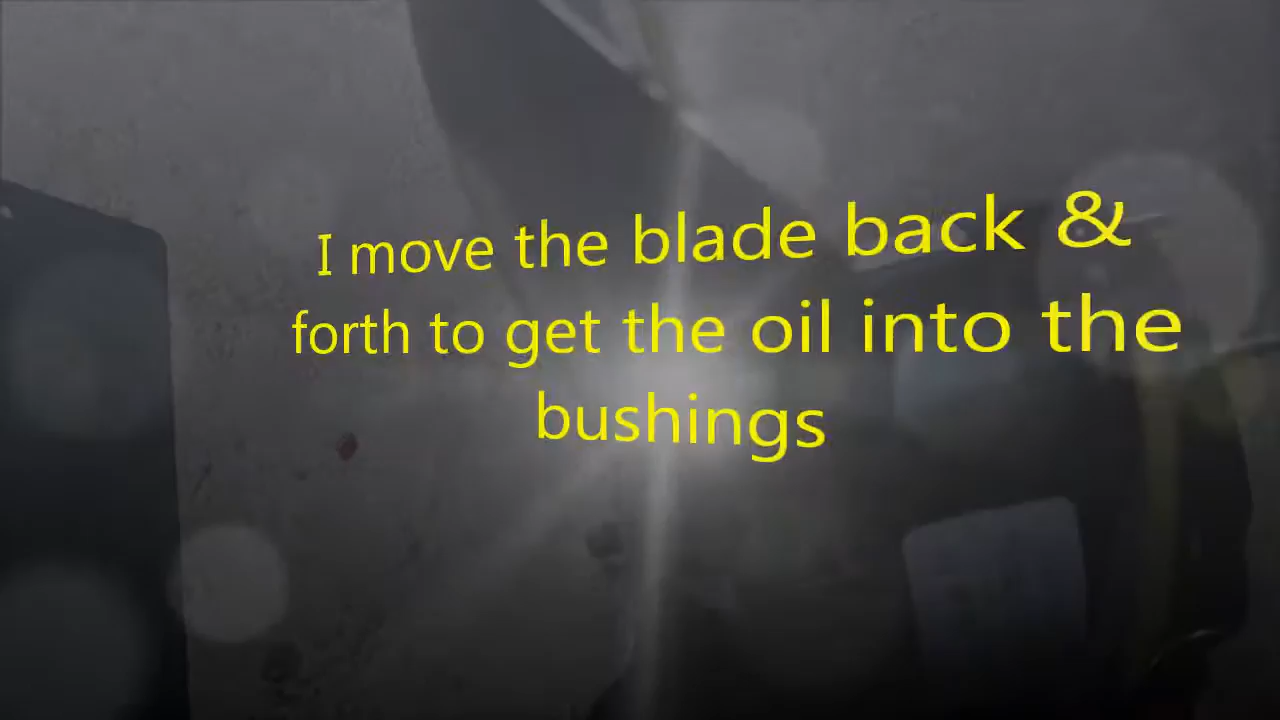 I move the blade back &
forth to get the oil into the
bushings